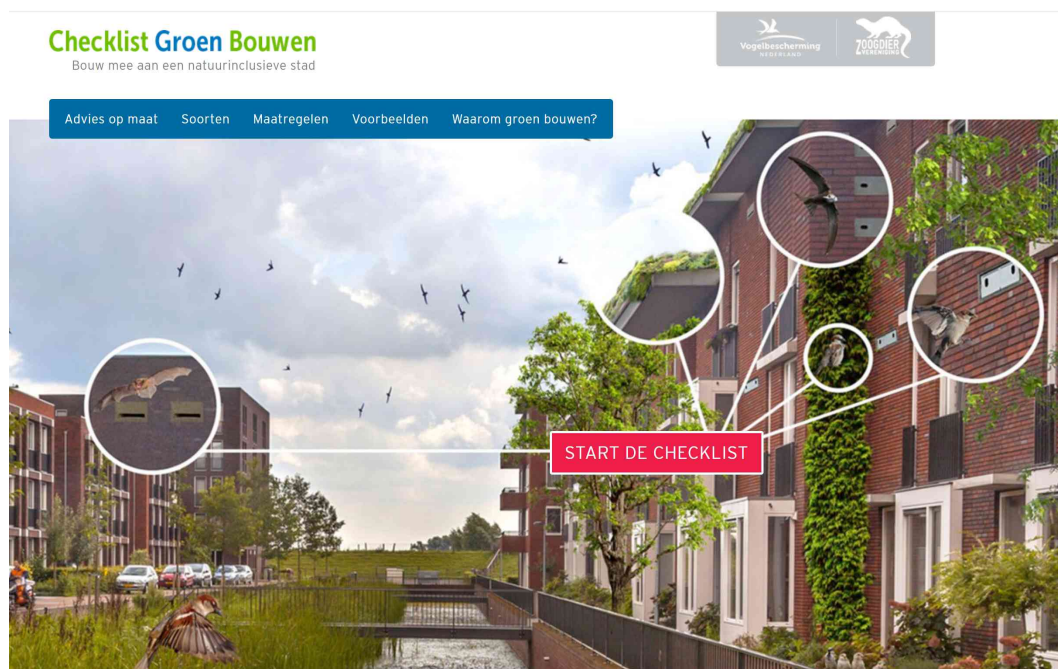 Checklist Groen Bouwen
Bouw mee aan een natuurinclusieve stad
Vogelbescherming
NEDERLAND
ZOOGDIER
VERENIGING
Advies op maat Soorten Maatregelen Voorbeelden Waarom groen bouwen?
START DE CHECKLIST